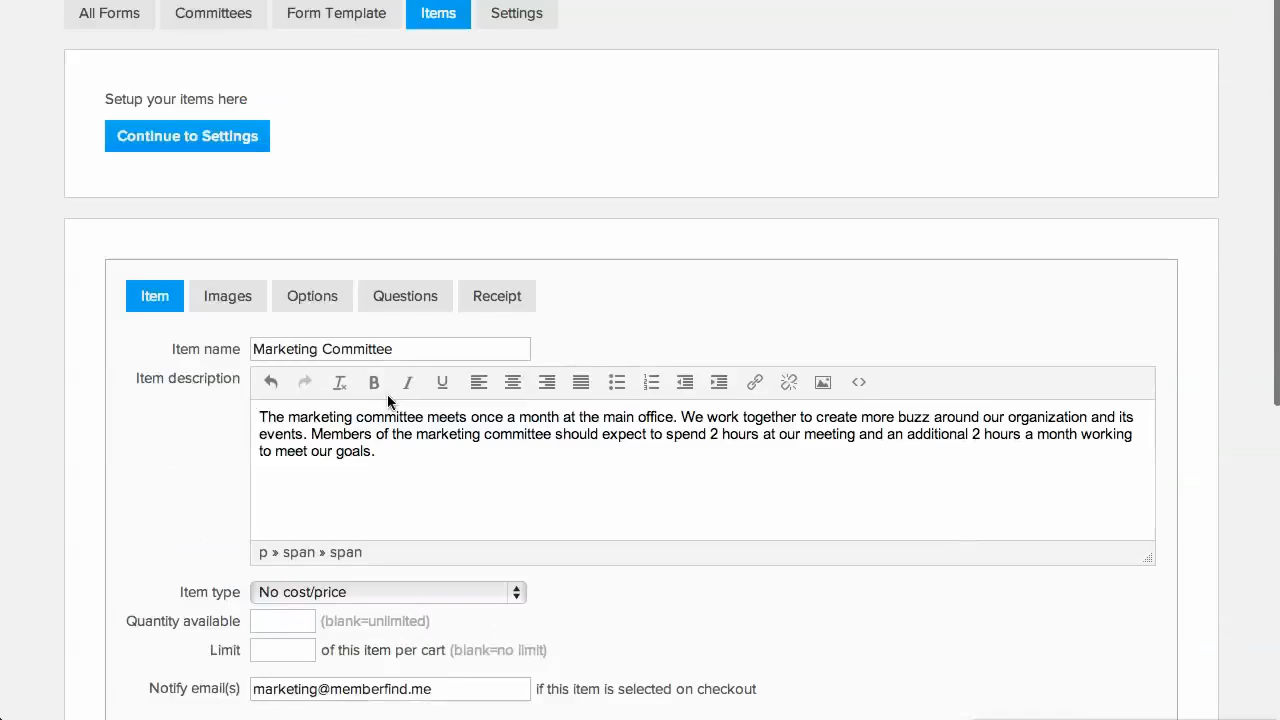 All Forms Committees Form Template Items Settings
Setup your items here
Continue to Settings
Item Images Options Questions Receipt
Item name Marketing Committee
Item description
The marketing committee meets once a month at the main office. We work together to create more buzz around our organization and its
events. Members of the marketing committee should expect to spend 2 hours at our meeting and an additional 2 hours a month working
to meet our goals.
p » span » span
Item type No cost/price
Quantity available (blank=unlimited)
Limit of this item per cart (blank=no limit)
Notify email(s) marketing@memberfind.me if this item is selected on checkout